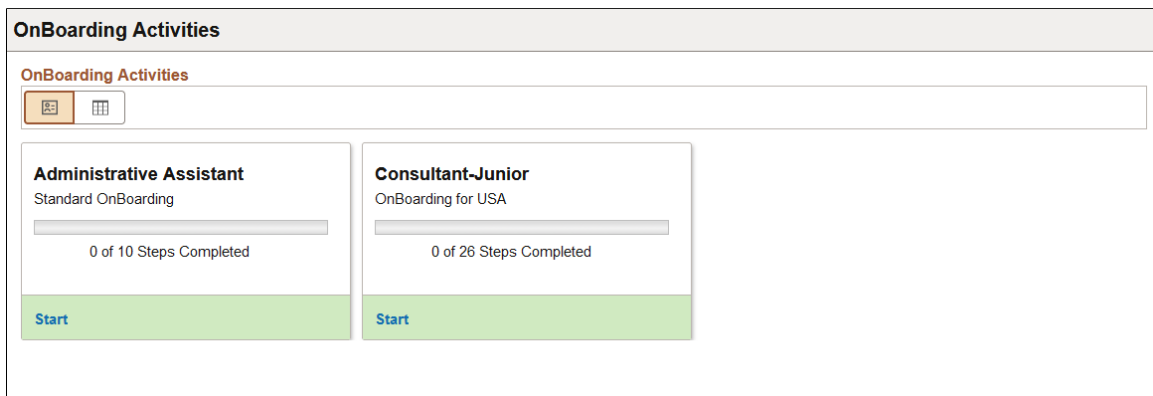 OnBoarding Activities
OnBoarding Activities
Administrative Assistant
Standard OnBoarding
0 of 10 Steps Completed
Start
Consultant-Junior
OnBoarding for USA
0 of 26 Steps Completed
Start